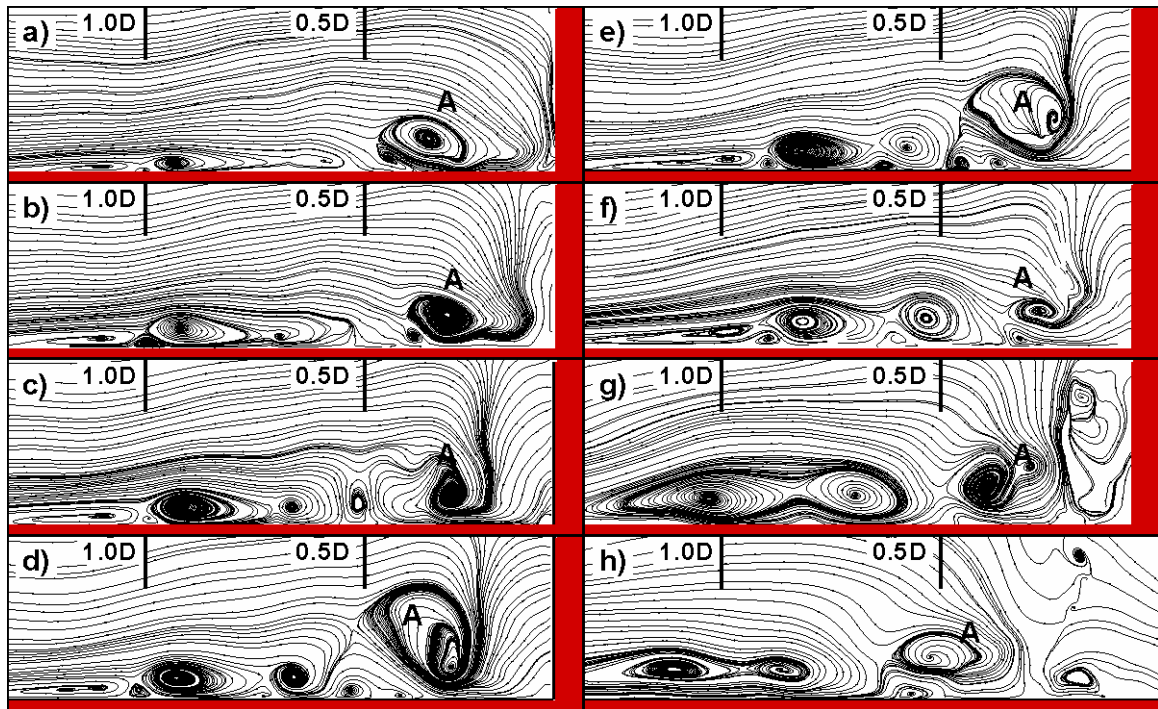 a) 1.0D 0.5D
A
b) 1.0D 0.5D
A
c) 1.0D 0.5D
A
d) 1.0D 0.5D
A
e) 1.0D 0.5D
A
f) 1.0D 0.5D
A
g) 1.0D 0.5D
A
h) 1.0D 0.5D
A